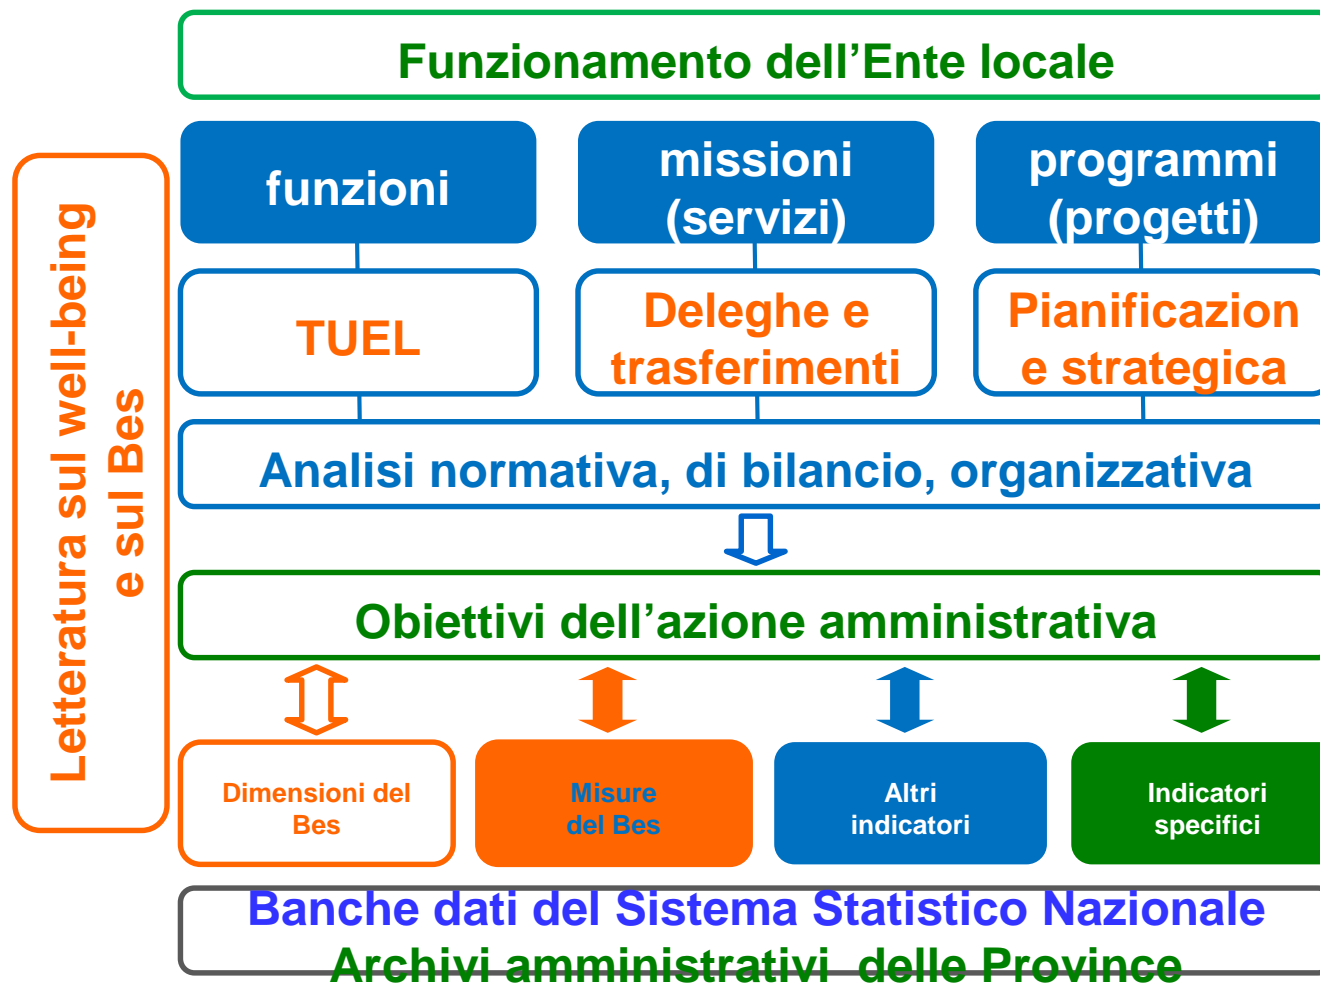 Funzionamento dell’Ente locale
Letteratura sul well-being
e sul Bes
funzioni
missioni
(servizi)
programmi
(progetti)
TUEL
Deleghe e
trasferimenti
Pianificazion
e strategica
Analisi normativa, di bilancio, organizzativa
Obiettivi dell’azione amministrativa
Dimensioni del
Bes
Misure
del Bes
Altri
indicatori
Indicatori
specifici
Banche dati del Sistema Statistico Nazionale
Archivi amministrativi  delle Province